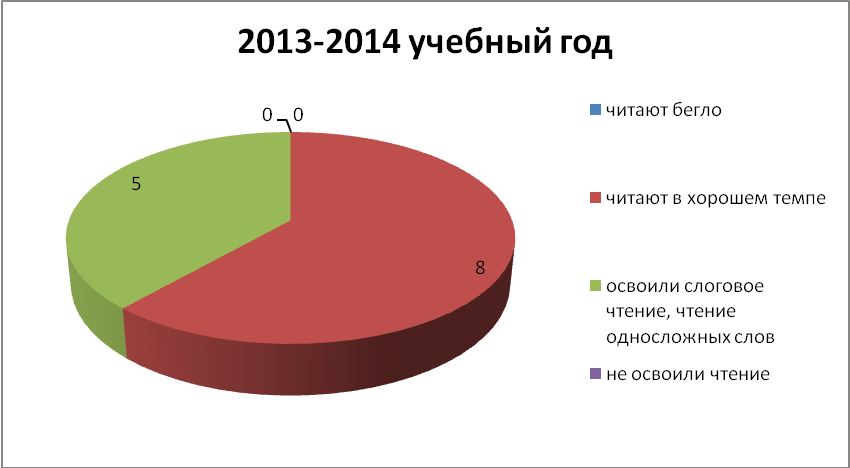 2013-2014 учебный год
0 0
5
8
читают бегло
читают в хорошем темпе
освоили слоговое
чтение, чтение
односложных слов
не освоили чтение